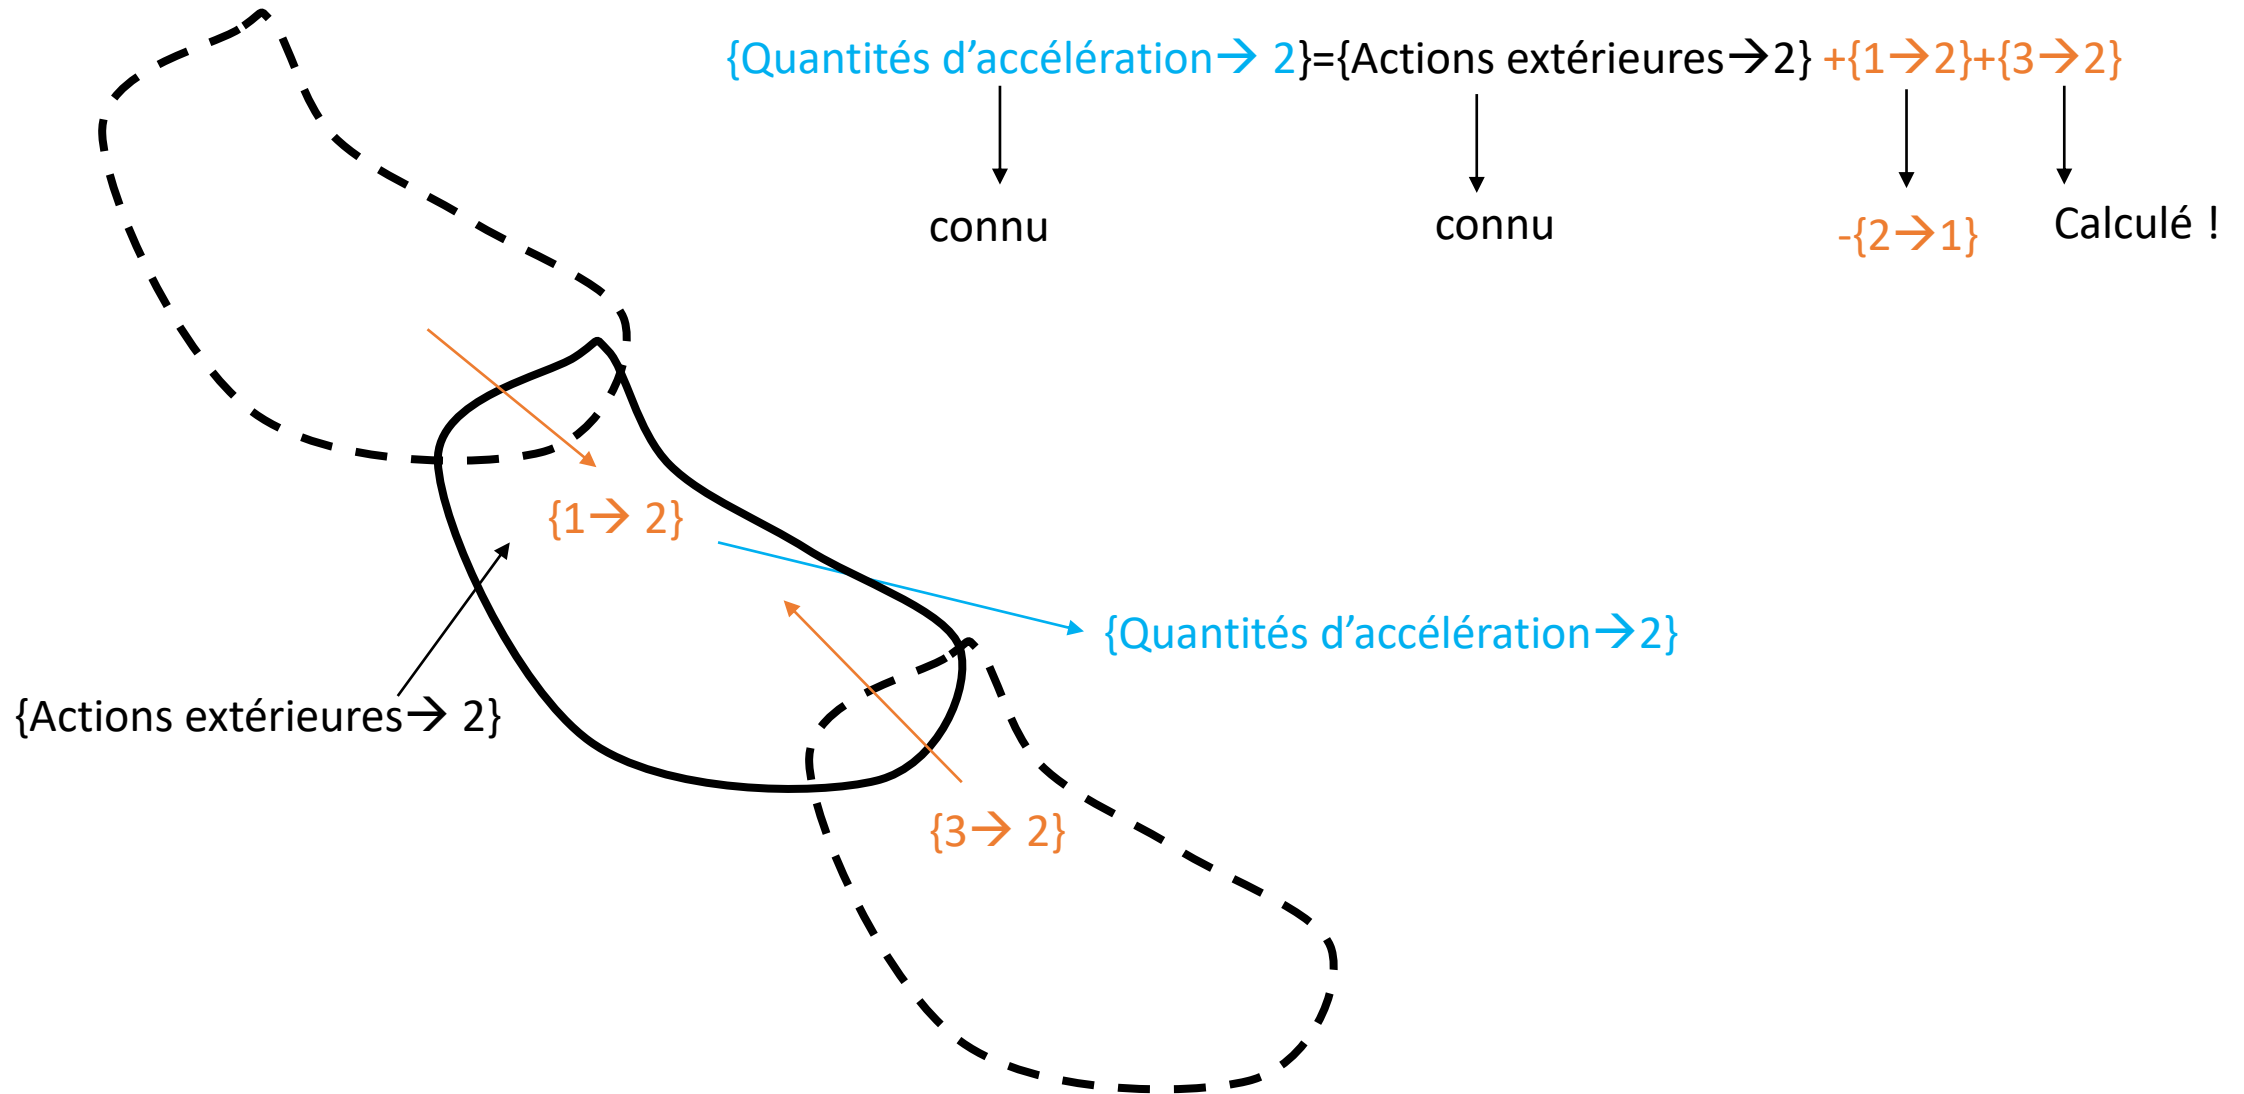 {Quantités d’accélération→ 2}={Actions extérieures→2} +{1→2}+{3→2}
connu
connu
-{2→1}
Calculé !
{1→ 2}
{Quantités d’accélération→2}
{Actions extérieures→ 2}
{3→ 2}